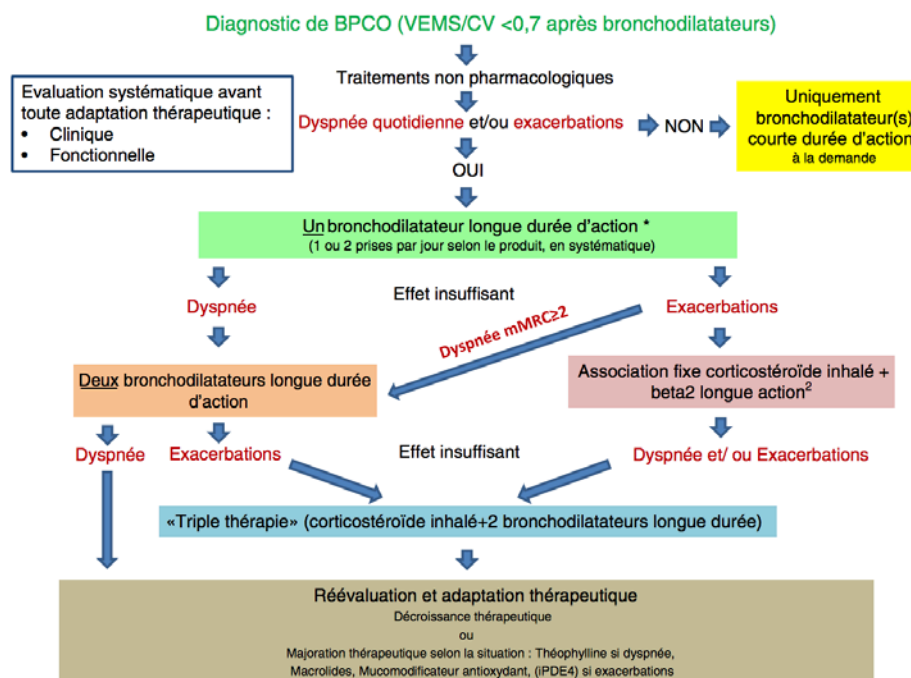 Diagnostic de BPCO (VEMS/CV <0,7 après bronchodilatateurs)
Traitements non pharmacologiques
Evaluation systématique avant
toute adaptation thérapeutique :
• Clinique
• Fonctionnelle
Dyspnée quotidienne et/ou exacerbations
NON
Uniquement
bronchodilatateur(s)
courte durée d'action
à la demande
OUI
Un bronchodilatateur longue durée d'action *
(1 ou 2 prises par jour selon le produit, en systématique)
Dyspnée
Effet insuffisant
Exacerbations
Dyspnée mMRC≥2
Deux bronchodilatateurs longue durée
d'action
Association fixe corticostéroïde inhalé +
beta2 longue action²
Dyspnée
Exacerbations
Effet insuffisant
Dyspnée et/ ou Exacerbations
«Triple thérapie» (corticostéroïde inhalé+2 bronchodilatateurs longue durée)
Réévaluation et adaptation thérapeutique
Décroissance thérapeutique
ou
Majoration thérapeutique selon la situation : Théophylline si dyspnée,
Macrolides, Mucomodificateur antioxydant, (iPDE4) si exacerbations